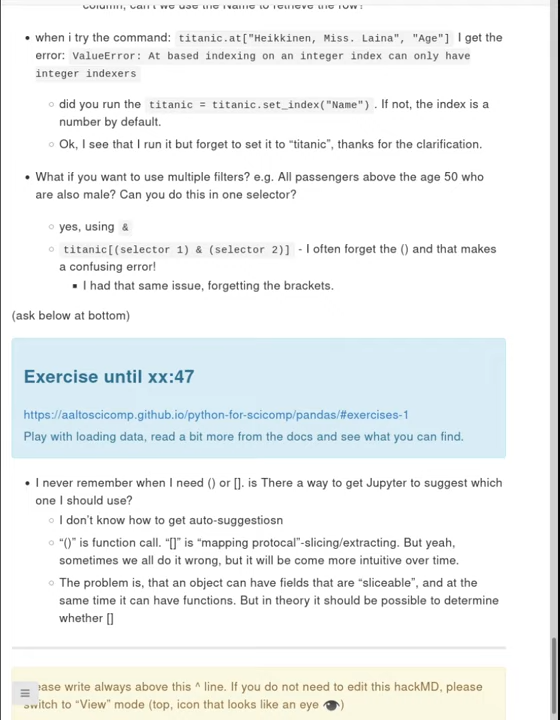 column, can't we use the Name to retrieve the row?
when i try the command: titanic.at["Heikkinen, Miss. Laina", "Age"] I get the
error: ValueError: At based indexing on an integer index can only have
integer indexers
did you run the titanic = titanic.set_index("Name") . If not, the index is a
number by default.
Ok, I see that I run it but forget to set it to “titanic”, thanks for the clarification.
What if you want to use multiple filters? e.g. All passengers above the age 50 who
are also male? Can you do this in one selector?
yes, using &
titanic[(selector 1) & (selector 2)] - I often forget the () and that makes
a confusing error!
I had that same issue, forgetting the brackets.
(ask below at bottom)
Exercise until xx:47
https://aaltoscicomp.github.io/python-for-scicomp/pandas/#exercises-1
Play with loading data, read a bit more from the docs and see what you can find.
I never remember when I need () or []. is There a way to get Jupyter to suggest which
one I should use?
I don't know how to get auto-suggestiosn
“()” is function call. “[]” is “mapping protocal”-slicing/extracting. But yeah,
sometimes we all do it wrong, but it will be come more intuitive over time.
The problem is, that an object can have fields that are “sliceable”, and at the
same time it can have functions. But in theory it should be possible to determine
whether []
ease write always above this ^ line. If you do not need to edit this hackMD, please
switch to “View” mode (top, icon that looks like an eye 👁)